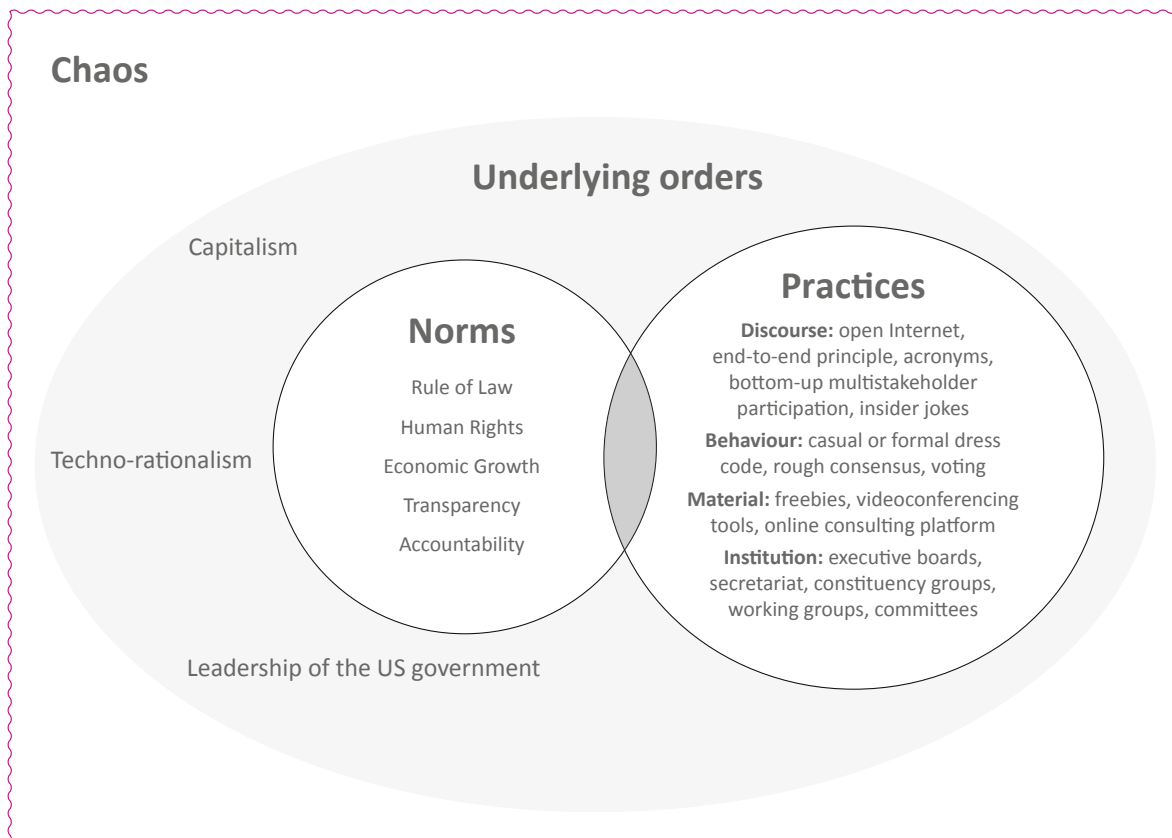 Chaos
Underlying orders
Capitalism
Techno-rationalism
Leadership of the US government
Norms
Rule of Law
Human Rights
Economic Growth
Transparency
Accountability
Practices
Discourse: open Internet,
end-to-end principle, acronyms,
bottom-up multistakeholder
participation, insider jokes
Behaviour: casual or formal dress
code, rough consensus, voting
Material: freebies, videoconferencing
tools, online consulting platform
Institution: executive boards,
secretariat, constituency groups,
working groups, committees